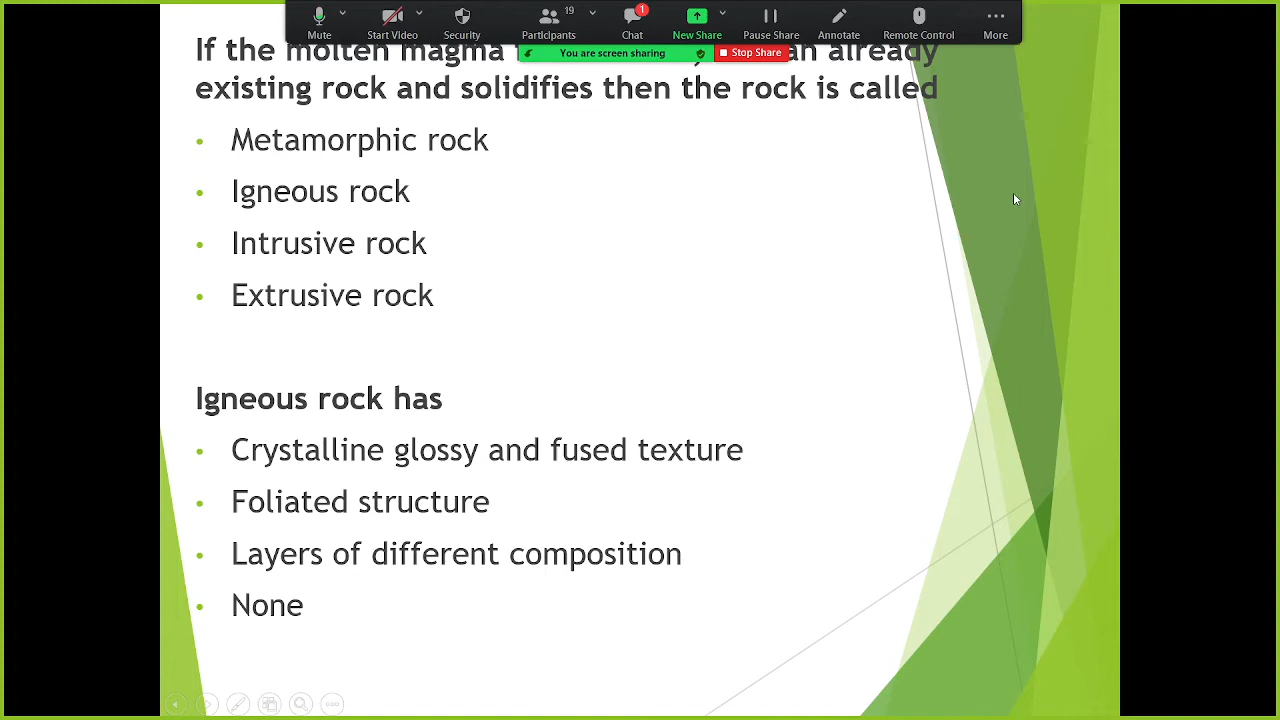 Mute
Start Video
Security
Participants
19
Chat
1
New Share
Pause Share
Annotate
Remote Control
More
You are screen sharing
Stop Share
If the molten magma an already
existing rock and solidifies then the rock is called
• Metamorphic rock
• Igneous rock
• Intrusive rock
• Extrusive rock
Igneous rock has
• Crystalline glossy and fused texture
• Foliated structure
• Layers of different composition
• None